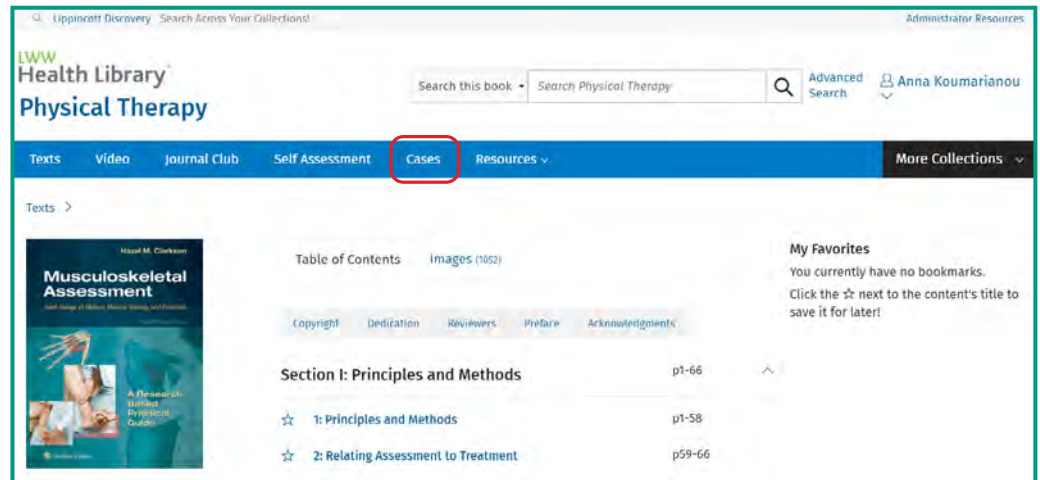 Lippincott Discovery Search Across Your Collections!
Administrator Resources
LWW
Health Library
Physical Therapy
Search this book
Search Physical Therapy
Advanced
Search
Anna Koumarianou
Texts Video Journal Club Self Assessment Cases Resources
More Collections
Texts >
Hazel M. Clarkson
Musculoskeletal
Assessment
A Research-
Based
Practical
Guide
Table of Contents Images (1052)
Copyright Dedication Reviewers Preface Acknowledgments
Section I: Principles and Methods p1-66
☆ 1: Principles and Methods p1-58
☆ 2: Relating Assessment to Treatment p59-66
My Favorites
You currently have no bookmarks.
Click the ☆ next to the content's title to
save it for later!